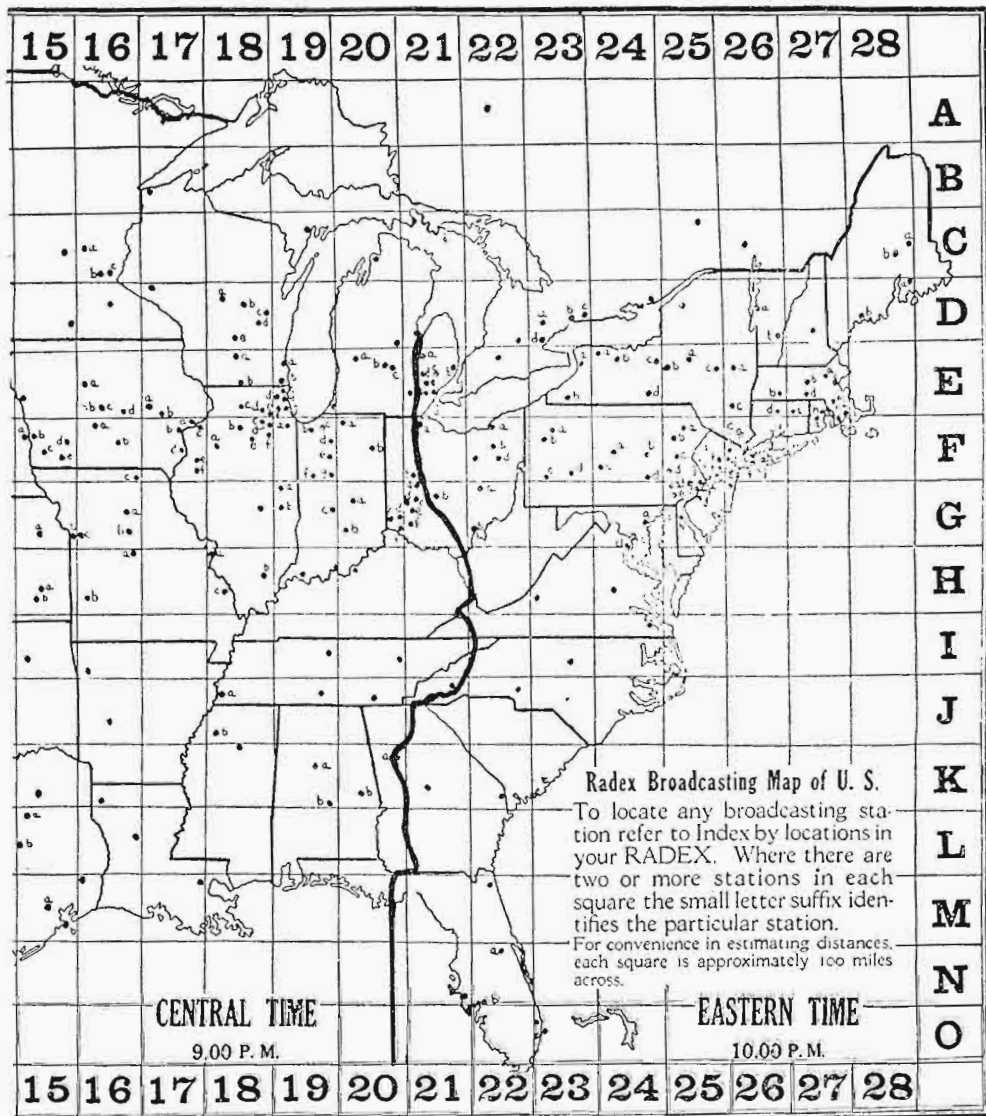 15 16 17 18 19 20 21 22 23 24 25 26 27 28
A
B
C
D
E
F
G
H
I
J
K
L
M
N
O
Radex Broadcasting Map of U. S.
To locate any broadcasting sta-
tion refer to Index by locations in
your RADEX. Where there are
two or more stations in each
square the small letter suffix iden-
tifies the particular station.
For convenience in estimating distances,
each square is approximately 100 miles
across.
CENTRAL TIME
9.00 P. M.
EASTERN TIME
10.00 P. M.
15 16 17 18 19 20 21 22 23 24 25 26 27 28